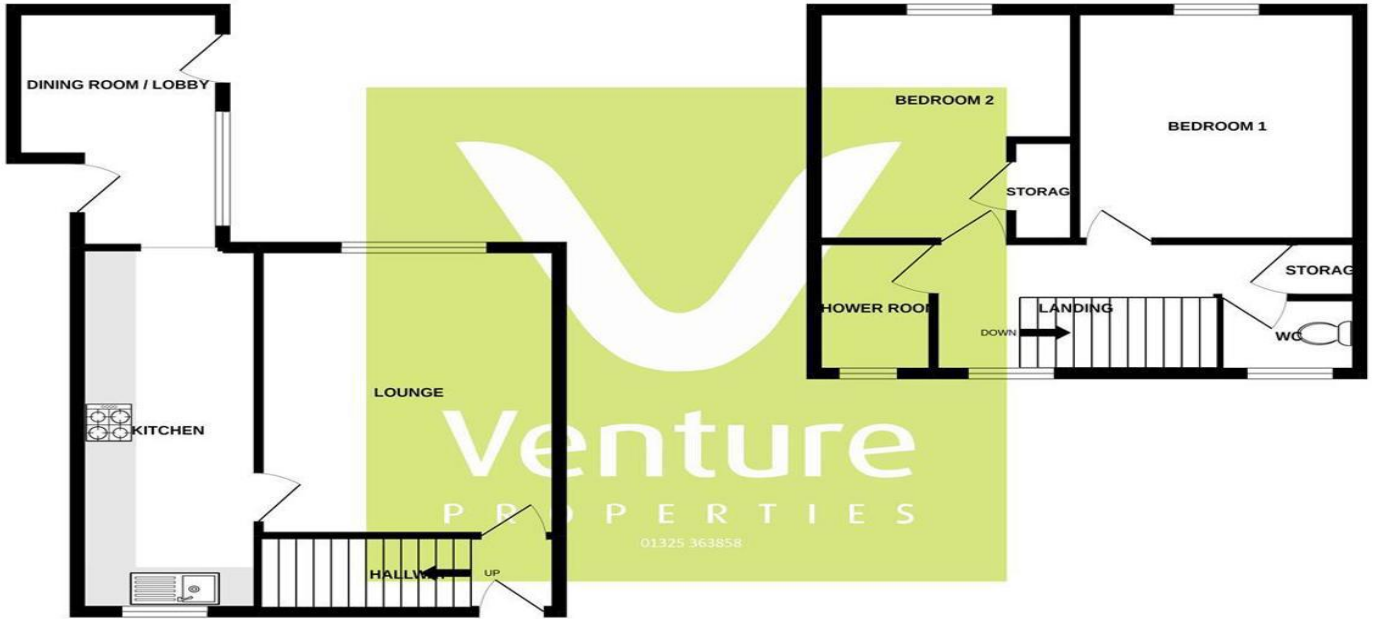 DINING ROOM / LOBBY
KITCHEN
LOUNGE
HALLW
UP
BEDROOM 2
BEDROOM 1
STORAG
STORAG
HOWER ROOM
LANDING
DOWN
WC
Venture
PROPERTIES
01325 363858